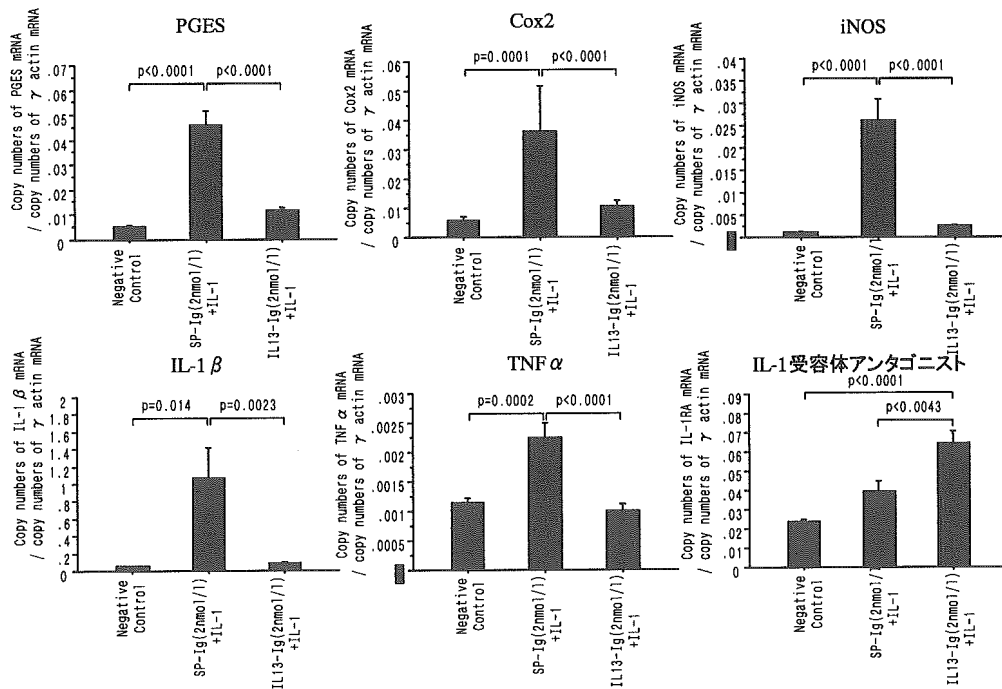 PGES
Copy numbers of PGES mRNA
/ copy numbers of γ actin mRNA
.07
.06
.05
.04
.03
.02
.01
0
p<0.0001
p<0.0001
Negative
Control
SP-Ig(2nmol/l)
+IL-1
IL13-Ig(2nmol/l)
+IL-1
Cox2
Copy numbers of Cox2 mRNA
/ copy numbers of γ actin mRNA
.06
.05
.04
.03
.02
.01
0
p=0.0001
p<0.0001
Negative
Control
SP-Ig(2nmol/l)
+IL-1
IL13-Ig(2nmol/l)
+IL-1
iNOS
Copy numbers of iNOS mRNA
/ copy numbers of γ actin mRNA
.04
.035
.03
.025
.02
.015
.01
.005
p<0.0001
p<0.0001
Negative
Control
SP-Ig(2nmol/l)
+IL-1
IL13-Ig(2nmol/l)
+IL-1
IL-1 β
Copy numbers of IL-1 β mRNA
/ copy numbers of γ actin mRNA
2
1.8
1.6
1.4
1.2
1
.8
.6
.4
.2
0
p=0.014
p=0.0023
Negative
Control
SP-Ig(2nmol/l)
+IL-1
IL13-Ig(2nmol/l)
+IL-1
TNF α
Copy numbers of TNF α mRNA
/ copy numbers of γ actin mRNA
.003
.0025
.002
.0015
.001
.0005
p=0.0002
p<0.0001
Negative
Control
SP-Ig(2nmol/l)
+IL-1
IL13-Ig(2nmol/l)
+IL-1
IL-1受容体アンタゴニスト
Copy numbers of IL-1RA mRNA
/ copy numbers of γ actin mRNA
.09
.08
.07
.06
.05
.04
.03
.02
.01
0
p<0.0001
p<0.0043
Negative
Control
SP-Ig(2nmol/l)
+IL-1
IL13-Ig(2nmol/l)
+IL-1